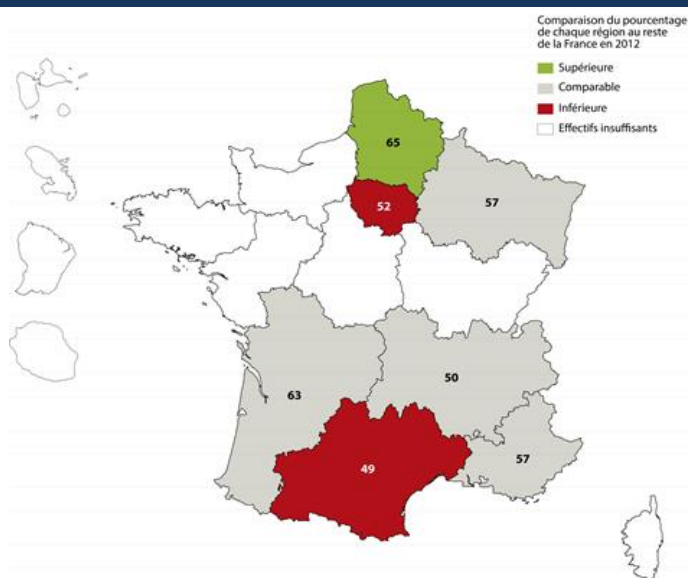 Comparaison du pourcentage
de chaque région au reste
de la France en 2012
Supérieure
Comparable
Inférieure
Effectifs insuffisants
65
52
57
63
50
57
49